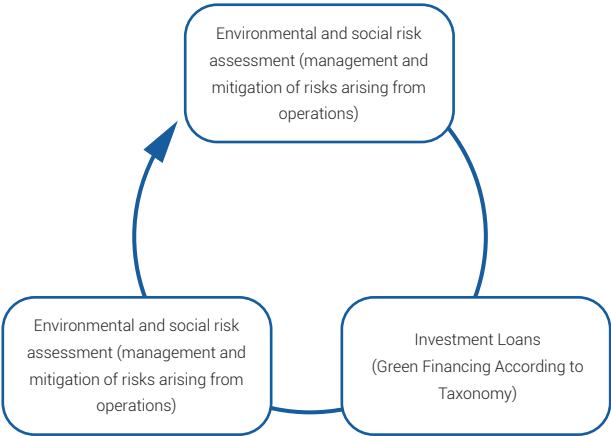 Environmental and social risk
assessment (management and
mitigation of risks arising from
operations)
Environmental and social risk
assessment (management and
mitigation of risks arising from
operations)
Investment Loans
(Green Financing According to
Taxonomy)